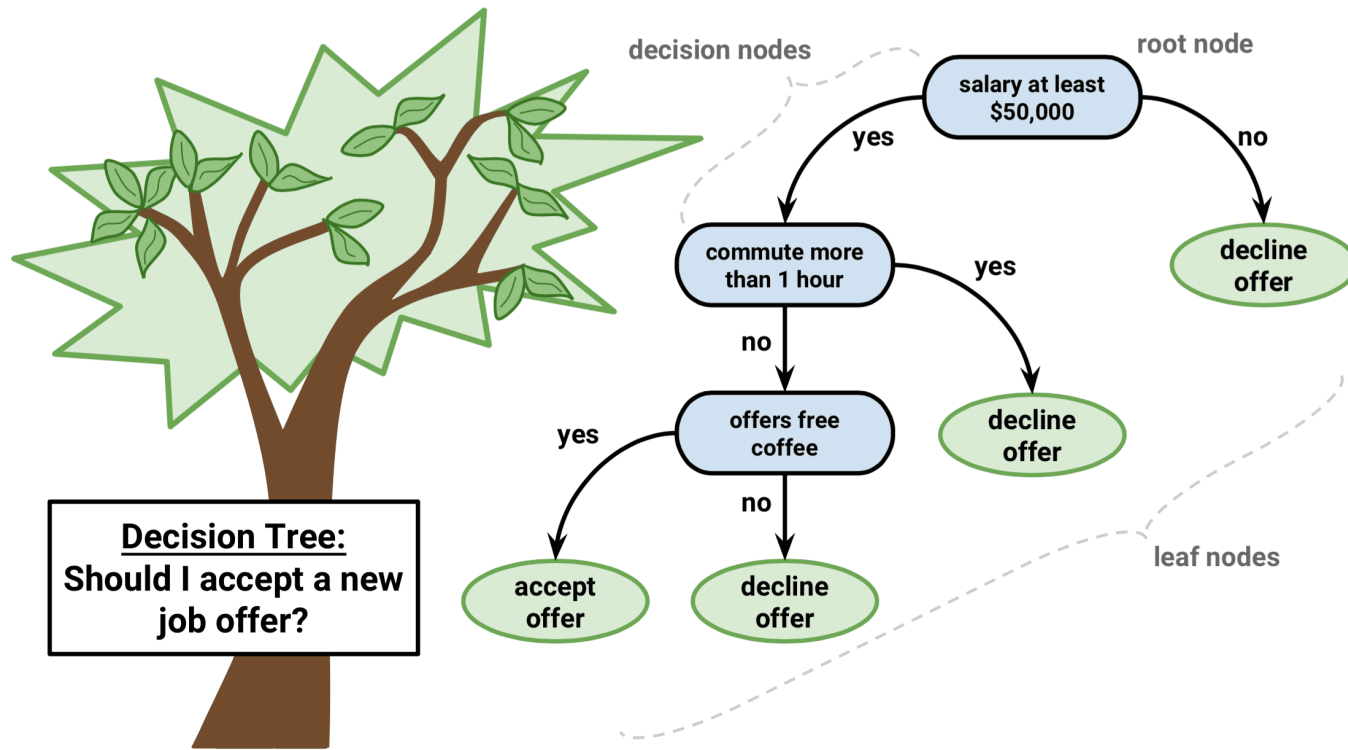 decision nodes
root node
salary at least
$50,000
yes
no
commute more
than 1 hour
yes
decline
offer
no
offers free
coffee
decline
offer
yes
no
leaf nodes
accept
offer
decline
offer
Decision Tree:
Should I accept a new
job offer?